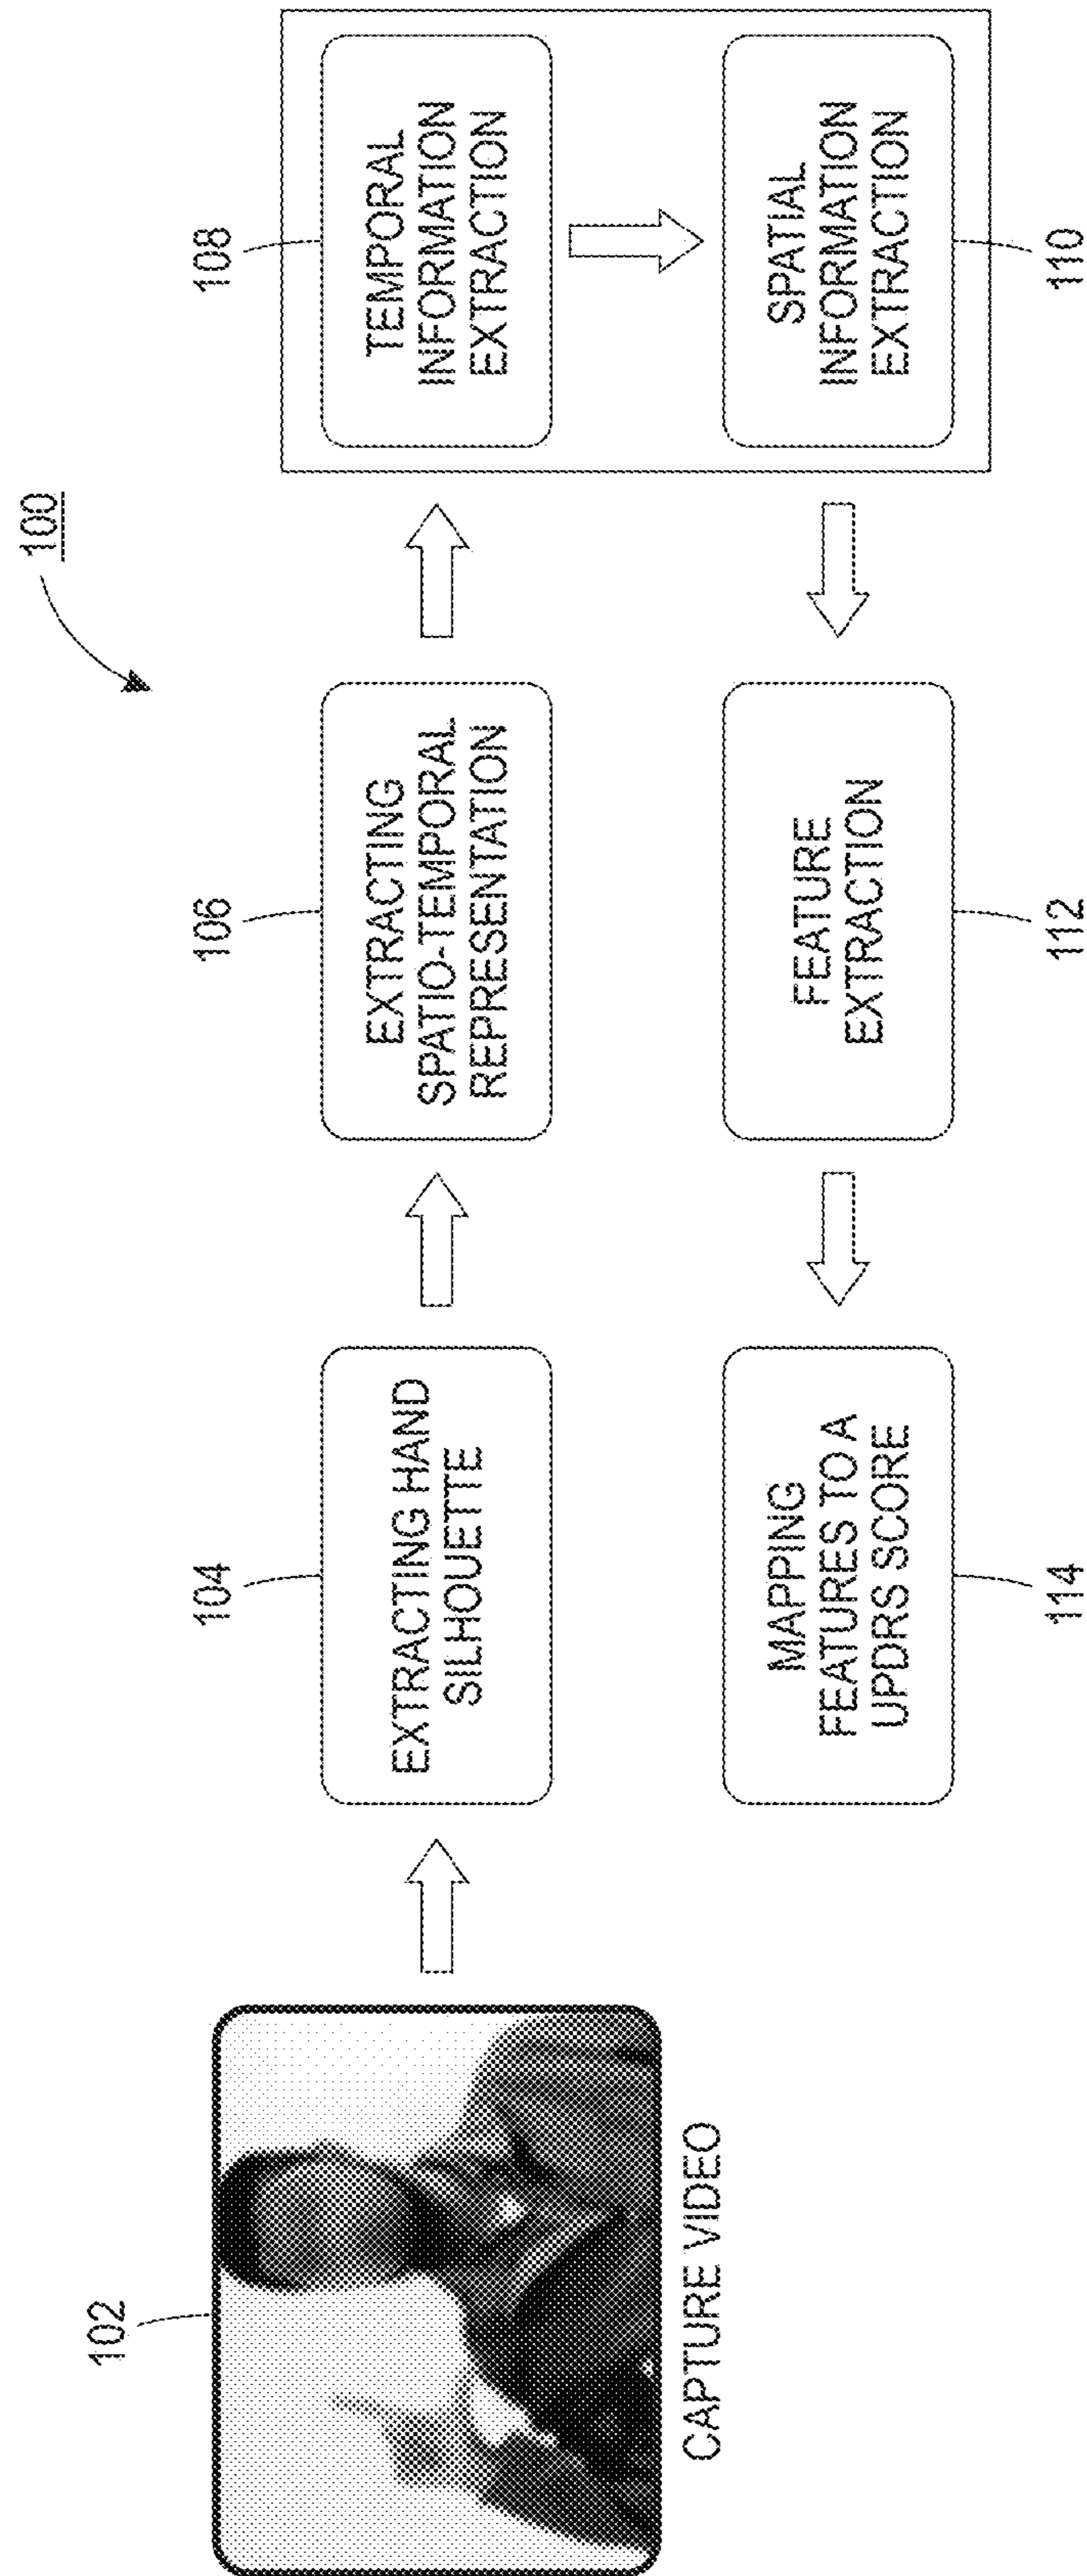 100
102
CAPTURE VIDEO
104
EXTRACTING HAND
SILHOUETTE
106
EXTRACTING
SPATIO-TEMPORAL
REPRESENTATION
108
TEMPORAL
INFORMATION
EXTRACTION
SPATIAL
INFORMATION
EXTRACTION
110
FEATURE
EXTRACTION
112
MAPPING
FEATURES TO A
UPDRS SCORE
114